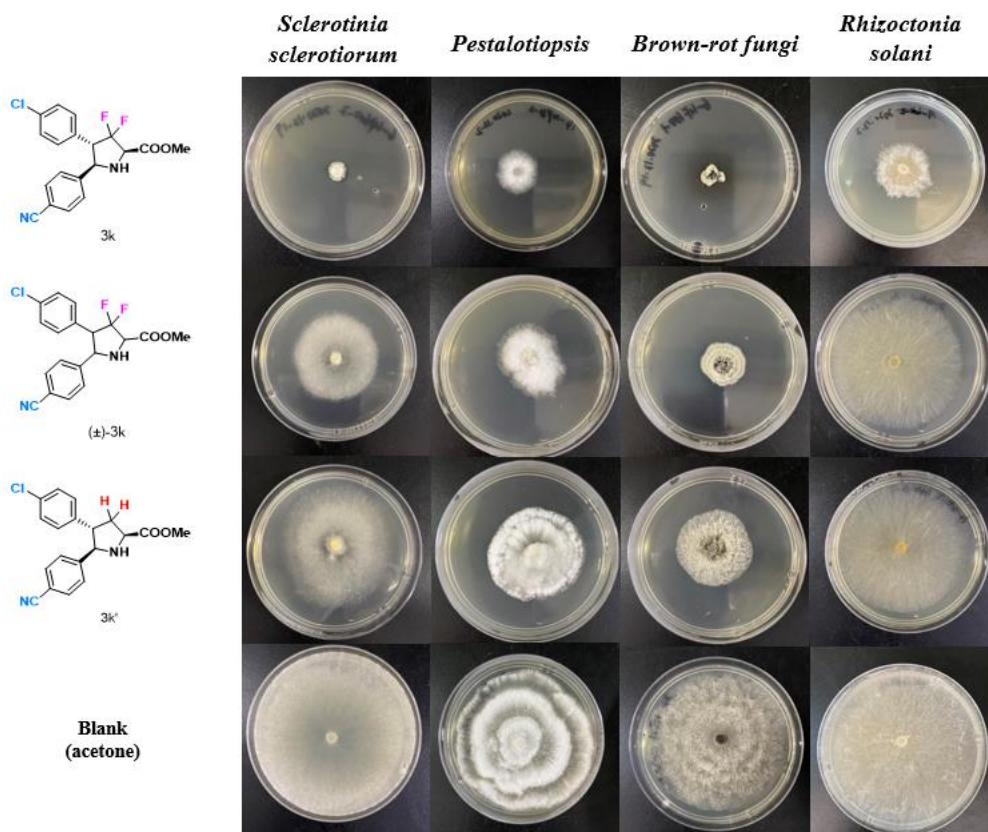 Sclerotinia
sclerotiorum
Pestalotiopsis
Brown-rot fungi
Rhizoctonia
solani
Cl
F
F
COOMe
NH
NC
3k
Cl
F
F
COOMe
NH
NC
(±)-3k
Cl
H
H
COOMe
NH
NC
3k'
Blank
(acetone)